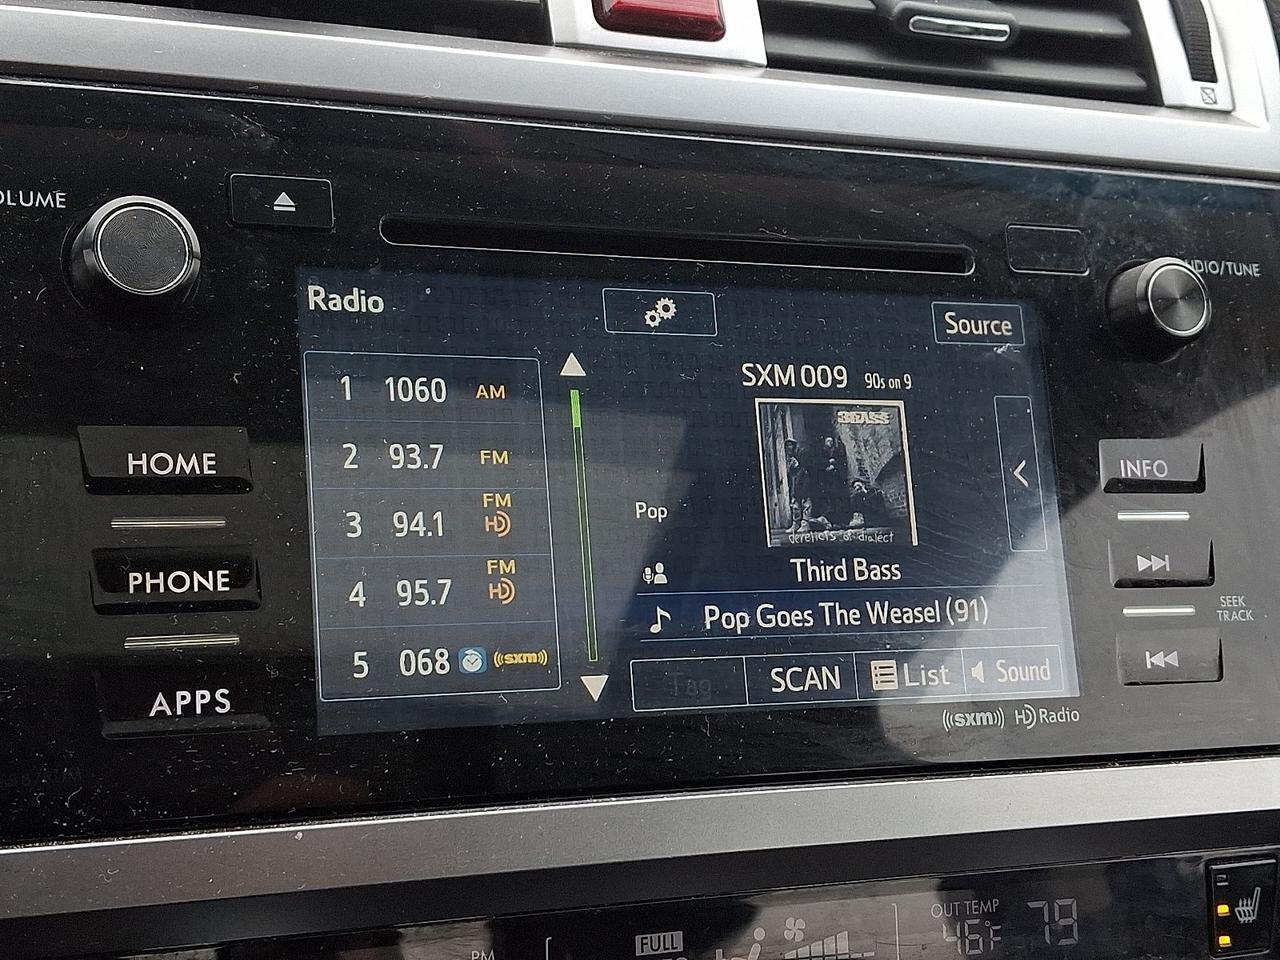 OLUME
UDIO/TUNE
Radio
Source
1 1060 AM
2 93.7 FM
3 94.1 FM HD
4 95.7 FM HD
5 068 ((sxm))
SXM 009 90s on 9
3RD BASS
derelicts of dialect
Pop
Third Bass
Pop Goes The Weasel (91)
Tag
SCAN
List
Sound
((sxm)) HD Radio
HOME
PHONE
APPS
INFO
SEEK
TRACK
PM
FULL
OUT TEMP
46°F
79